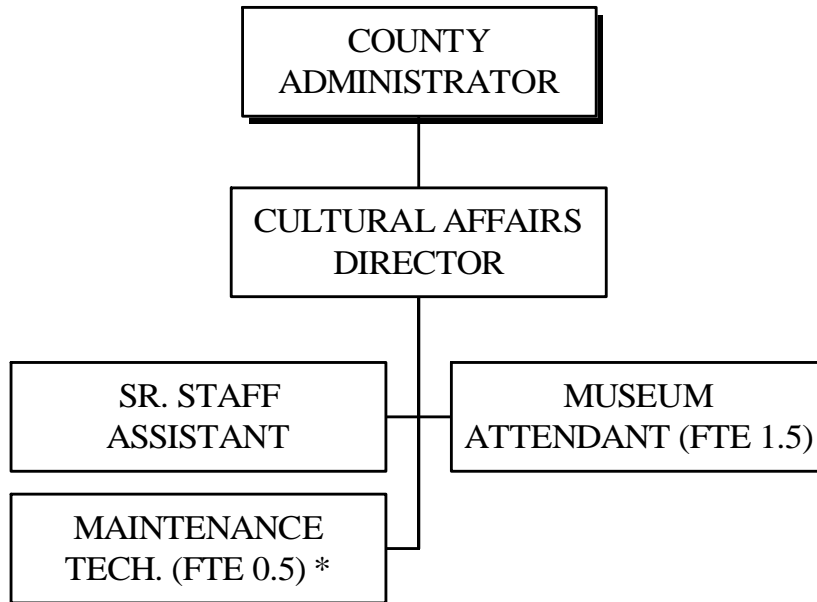 COUNTY
ADMINISTRATOR
CULTURAL AFFAIRS
DIRECTOR
SR. STAFF
ASSISTANT
MUSEUM
ATTENDANT (FTE 1.5)
MAINTENANCE
TECH. (FTE 0.5) *